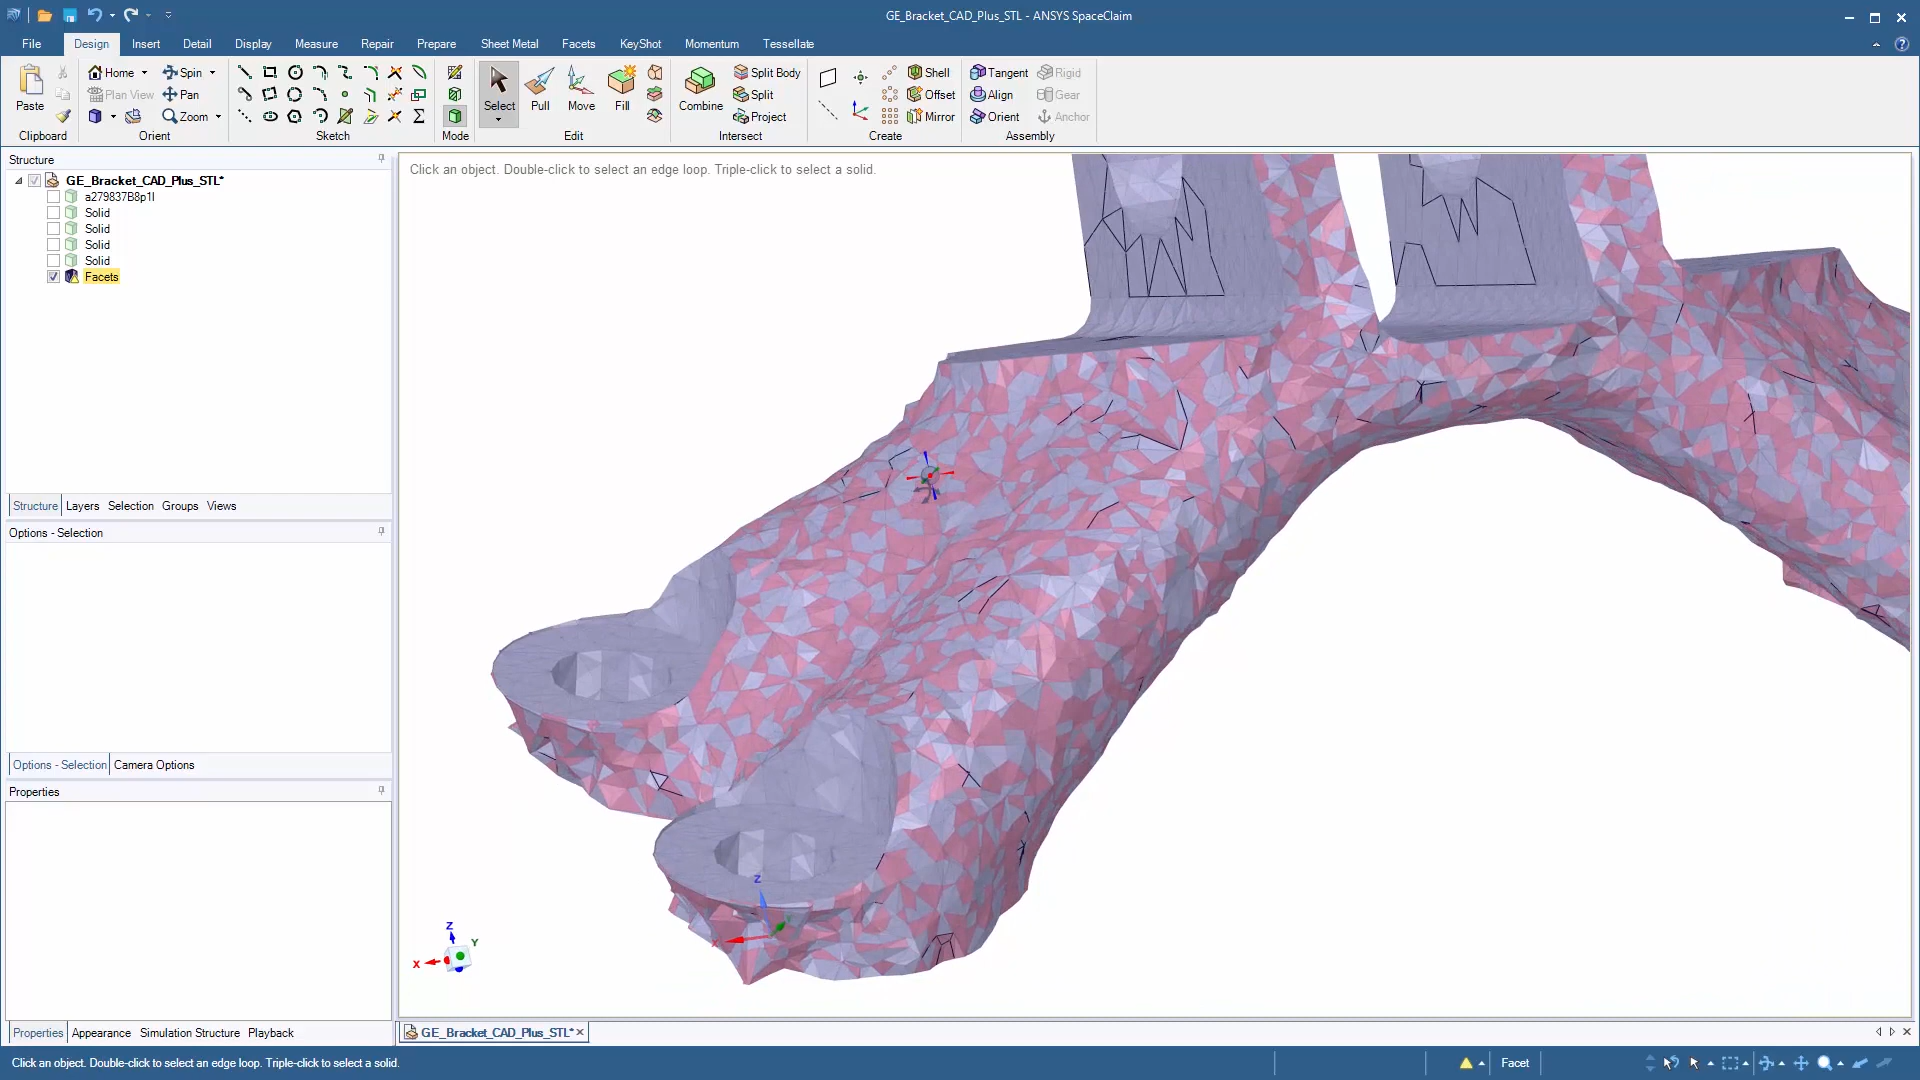 GE_Bracket_CAD_Plus_STL - ANSYS SpaceClaim
File Design Insert Detail Display Measure Repair Prepare Sheet Metal Facets KeyShot Momentum Tessellate
Paste
Clipboard
Home Spin
Plan View Pan
Zoom
Orient
Sketch
Mode
Select Pull Move Fill
Edit
Combine
Split Body
Split
Project
Intersect
Shell
Offset
Mirror
Create
Tangent Rigid
Align Gear
Orient Anchor
Assembly
Structure
GE_Bracket_CAD_Plus_STL*
a279837B8p1l
Solid
Solid
Solid
Solid
Facets
Structure Layers Selection Groups Views
Options - Selection
Options - Selection Camera Options
Properties
Properties Appearance Simulation Structure Playback
Click an object. Double-click to select an edge loop. Triple-click to select a solid.
Z
X
Z
Y
X
GE_Bracket_CAD_Plus_STL*
Click an object. Double-click to select an edge loop. Triple-click to select a solid.
Facet